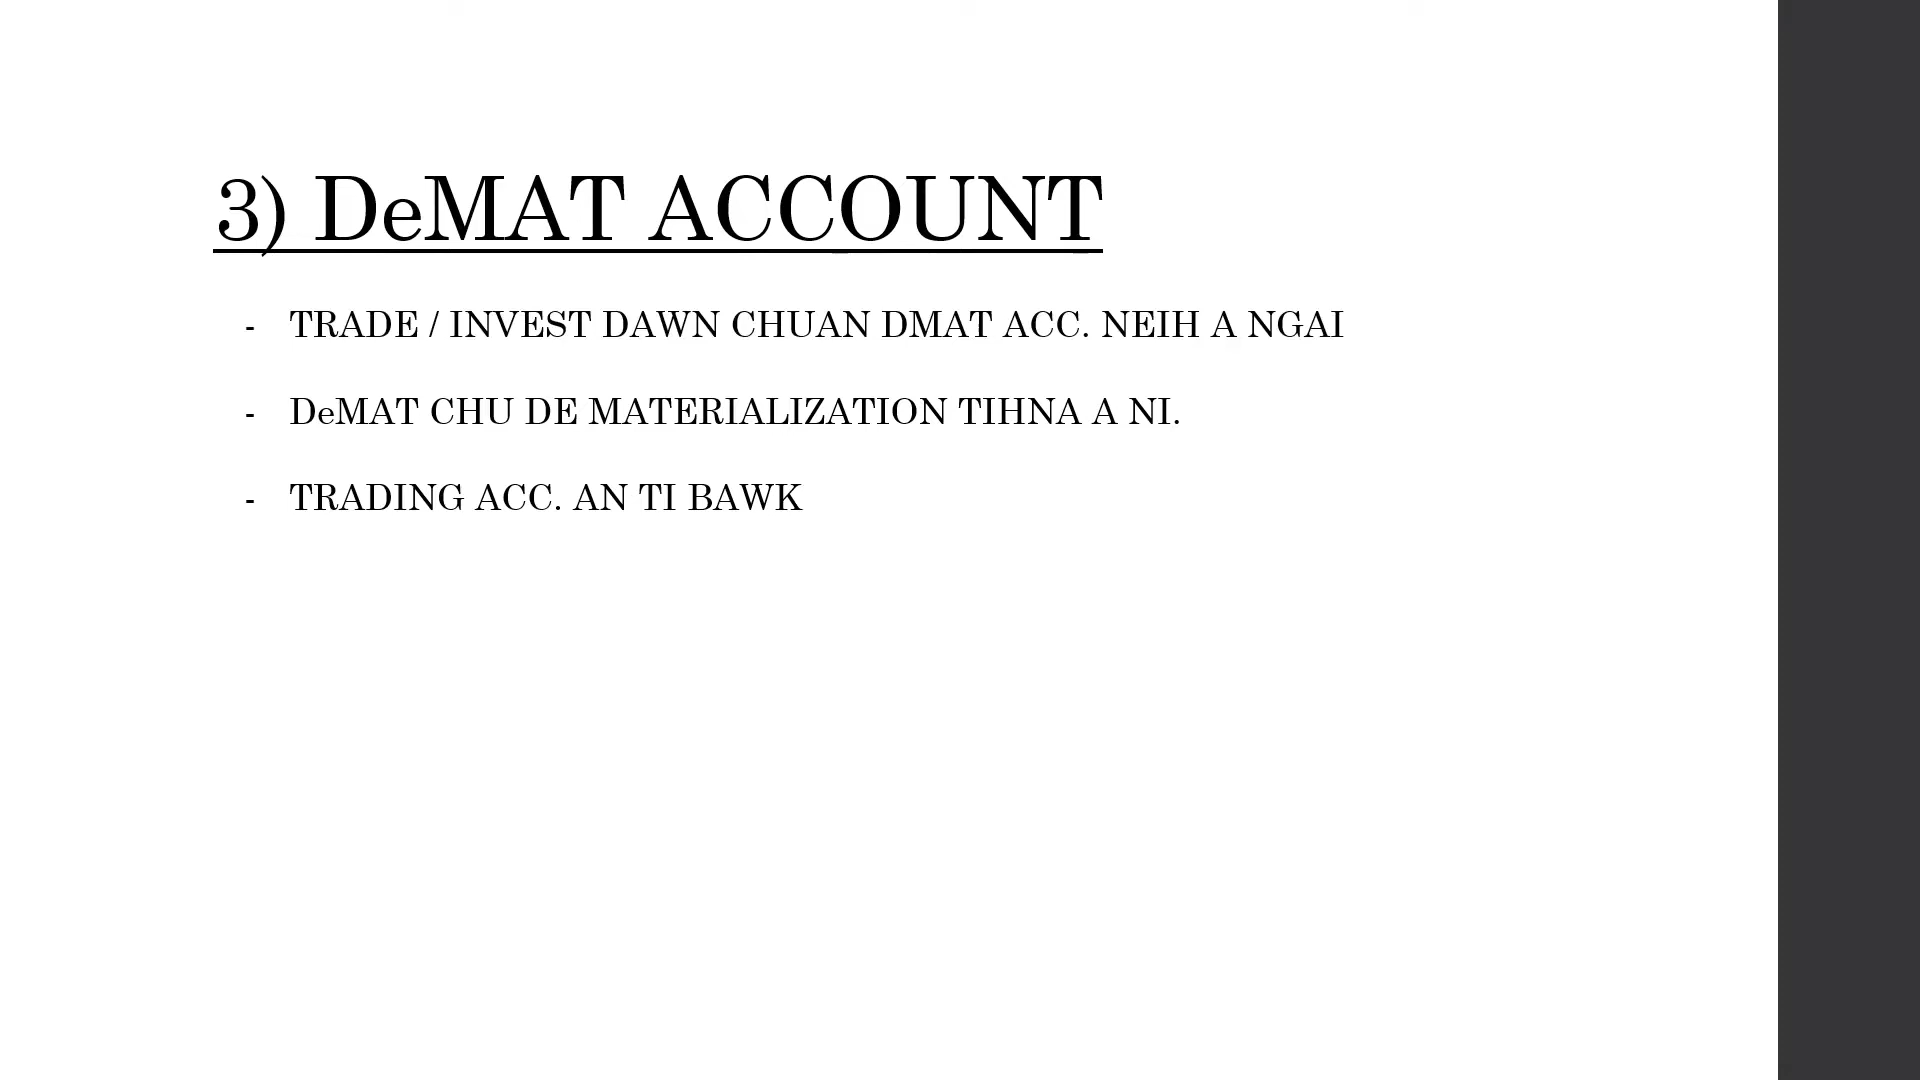 3) DeMAT ACCOUNT
- TRADE / INVEST DAWN CHUAN DMAT ACC. NEIH A NGAI
- DeMAT CHU DE MATERIALIZATION TIHNA A NI.
- TRADING ACC. AN TI BAWK